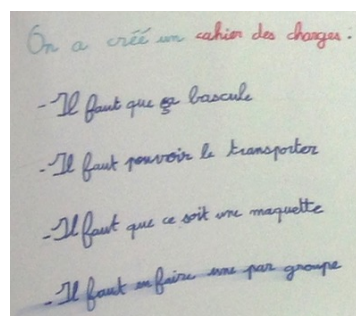 On a créé un cahier des charges :
- Il faut que ça bascule
- Il faut pouvoir le transporter
- Il faut que ce soit une maquette
- Il faut en faire une par groupe